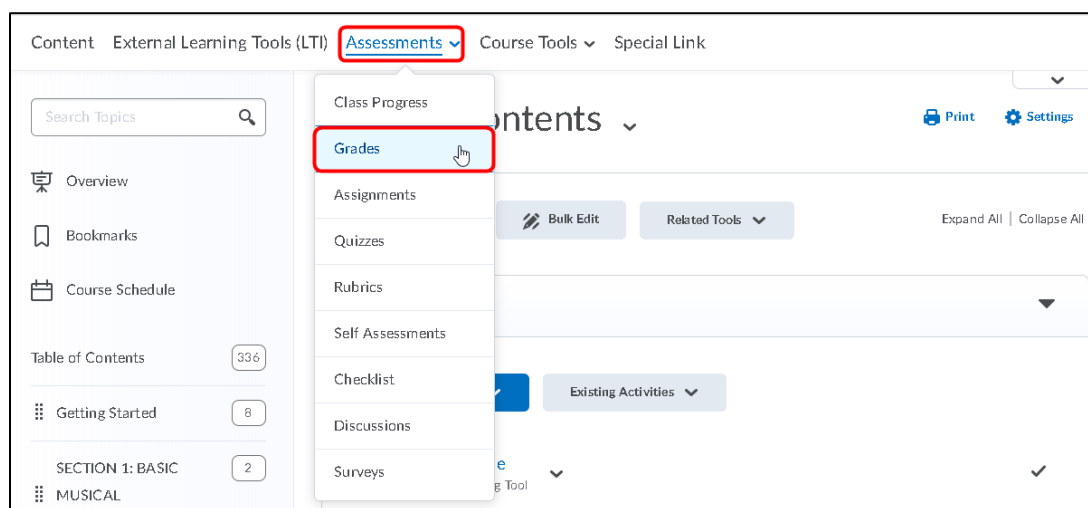 Content External Learning Tools (LTI) Assessments Course Tools Special Link
Class Progress
Grades
Assignments
Quizzes
Rubrics
Self Assessments
Checklist
Discussions
Surveys
Search Topics
Overview
Bookmarks
Course Schedule
Table of Contents 336
Getting Started 8
SECTION 1: BASIC 2
MUSICAL
Print Settings
Bulk Edit Related Tools Expand All | Collapse All
Existing Activities
Tool